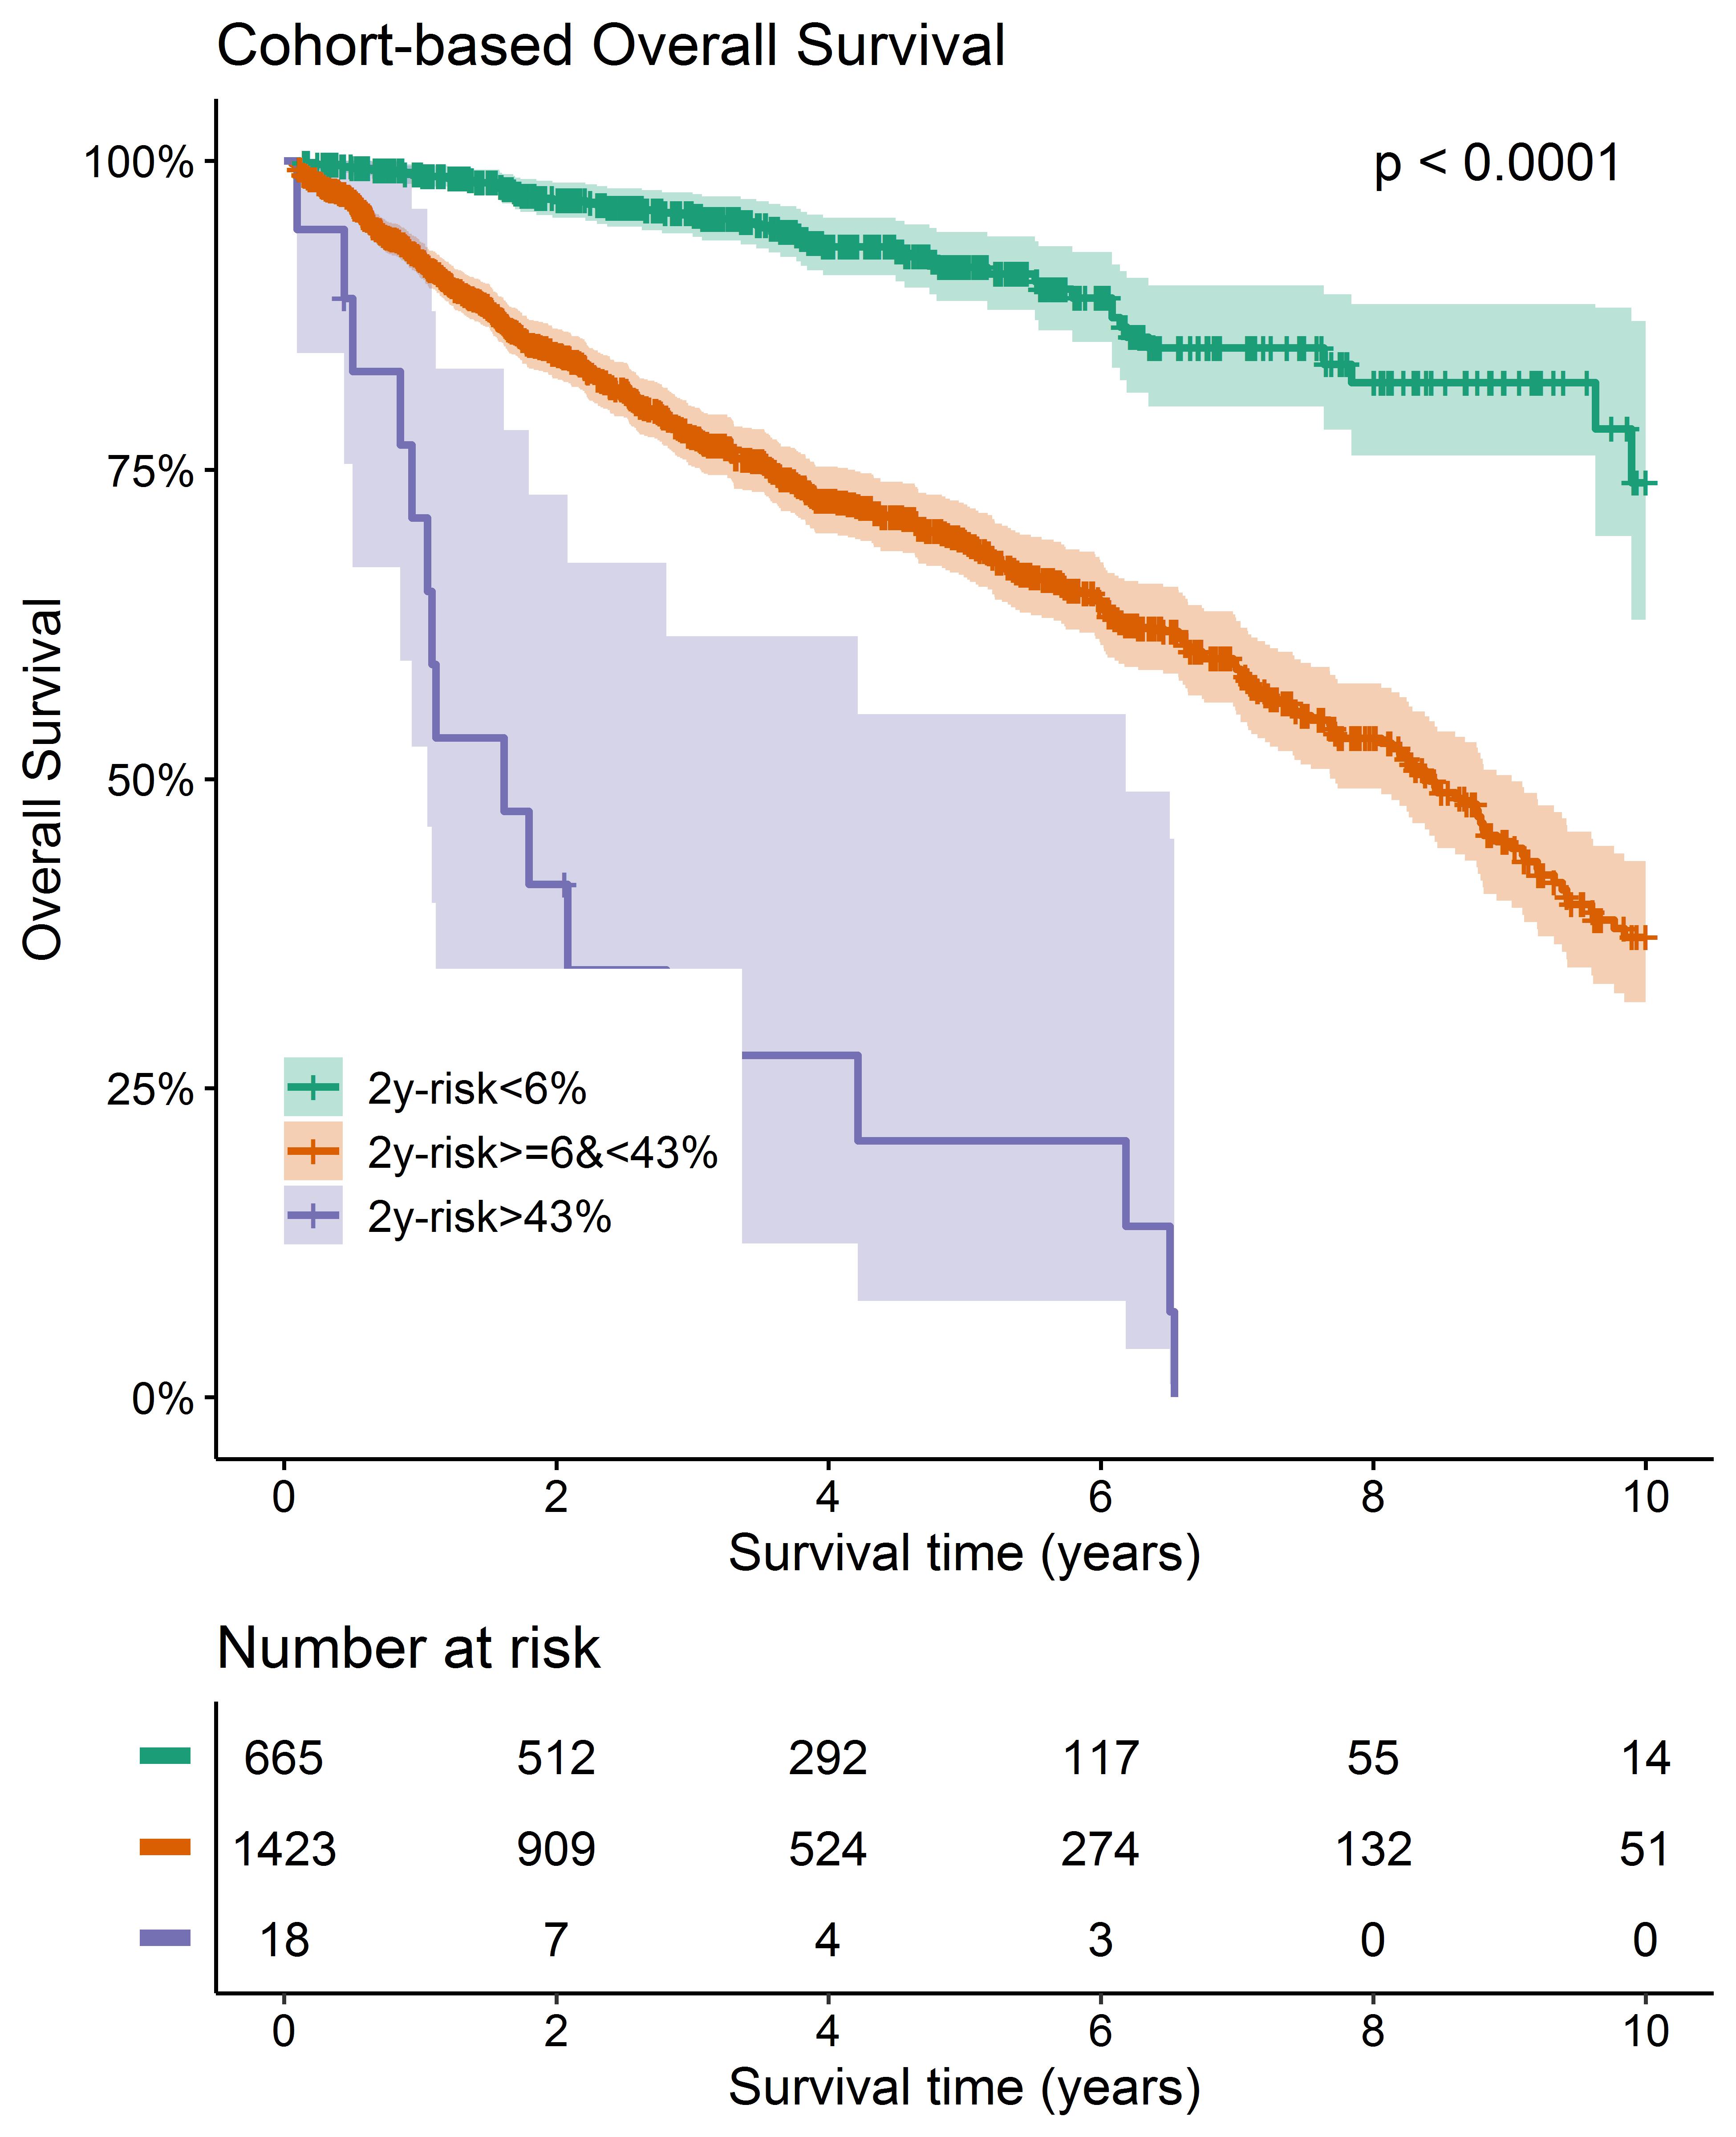 Cohort-based Overall Survival
p < 0.0001
100%
75%
50%
25%
0%
Overall Survival
2y-risk<6%
2y-risk>=6&<43%
2y-risk>43%
0 2 4 6 8 10
Survival time (years)
Number at risk
665 512 292 117 55 14
1423 909 524 274 132 51
18 7 4 3 0 0
0 2 4 6 8 10
Survival time (years)